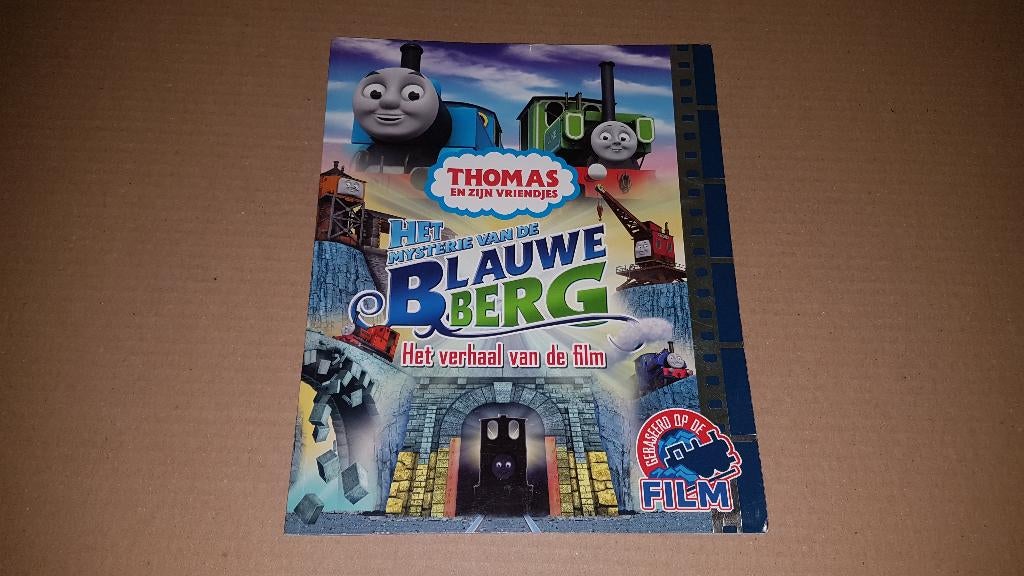 THOMAS
EN ZIJN VRIENDJES
HET
MYSTERIE VAN DE
BLAUWE
BERG
Het verhaal van de film
GEBASEERD OP DE
FILM